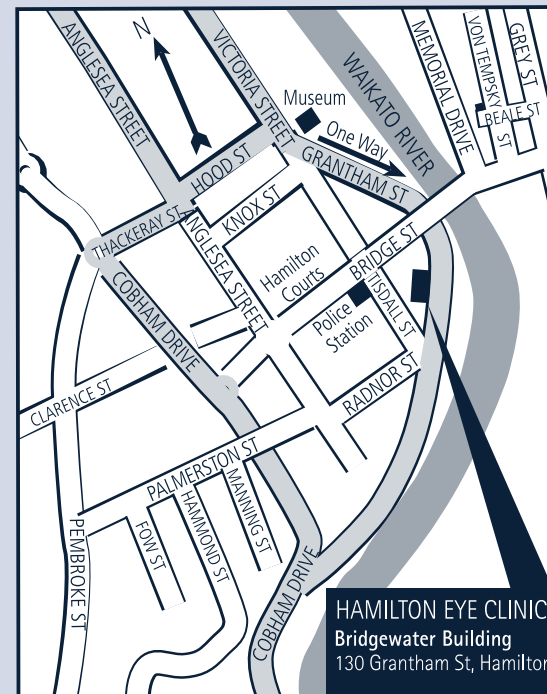 ANGLESEA STREET
N
VICTORIA STREET
Museum
One Way
WAIKATO RIVER
MEMORIAL DRIVE
VON TEMPSKY ST
GREY ST
BEALE ST
HOOD ST
GRANTHAM ST
THACKERAY ST
KNOX ST
ANGLESEA STREET
Hamilton
Courts
BRIDGE ST
TISDALL ST
Police
Station
COBHAM DRIVE
CLARENCE ST
RADNOR ST
PALMERSTON ST
PEMBROKE ST
FOW ST
HAMMOND ST
MANNING ST
COBHAM DRIVE
HAMILTON EYE CLINIC
Bridgewater Building
130 Grantham St, Hamilton